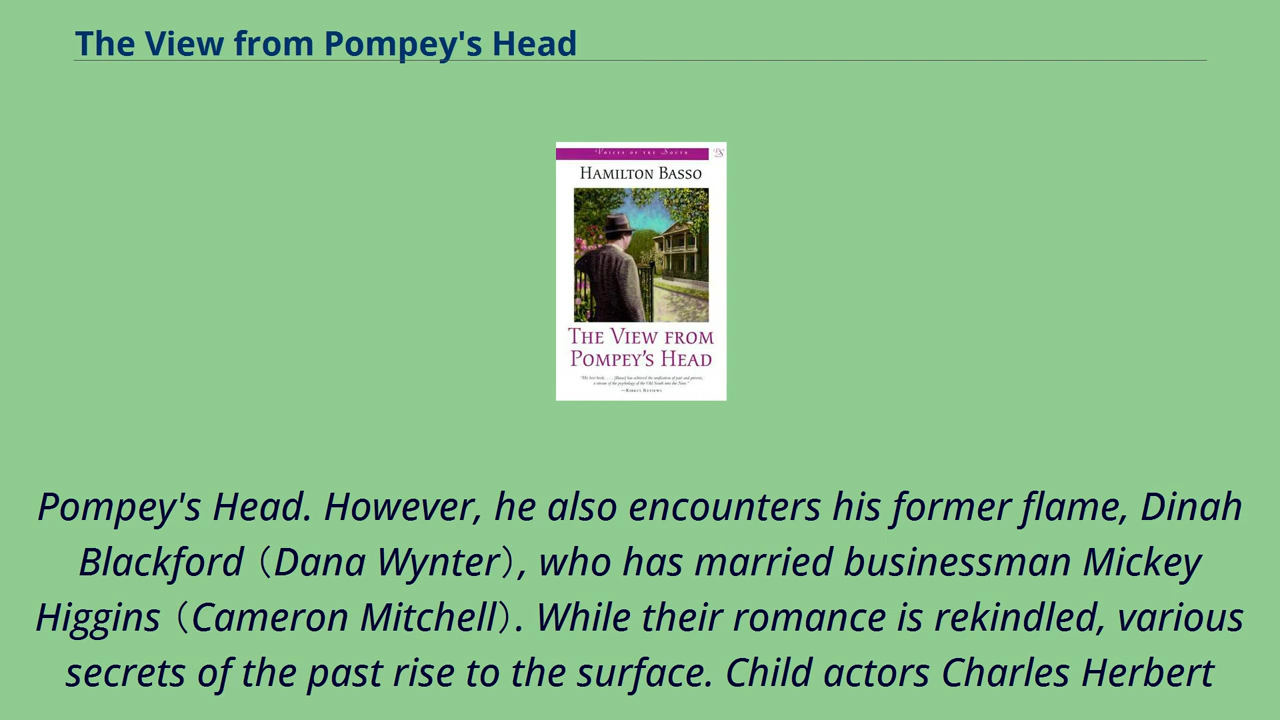 The View from Pompey's Head
VOICES OF THE SOUTH
HAMILTON BASSO
THE VIEW FROM
POMPEY'S HEAD
—KIRKUS REVIEWS
Pompey's Head. However, he also encounters his former flame, Dinah
Blackford (Dana Wynter), who has married businessman Mickey
Higgins (Cameron Mitchell). While their romance is rekindled, various
secrets of the past rise to the surface. Child actors Charles Herbert